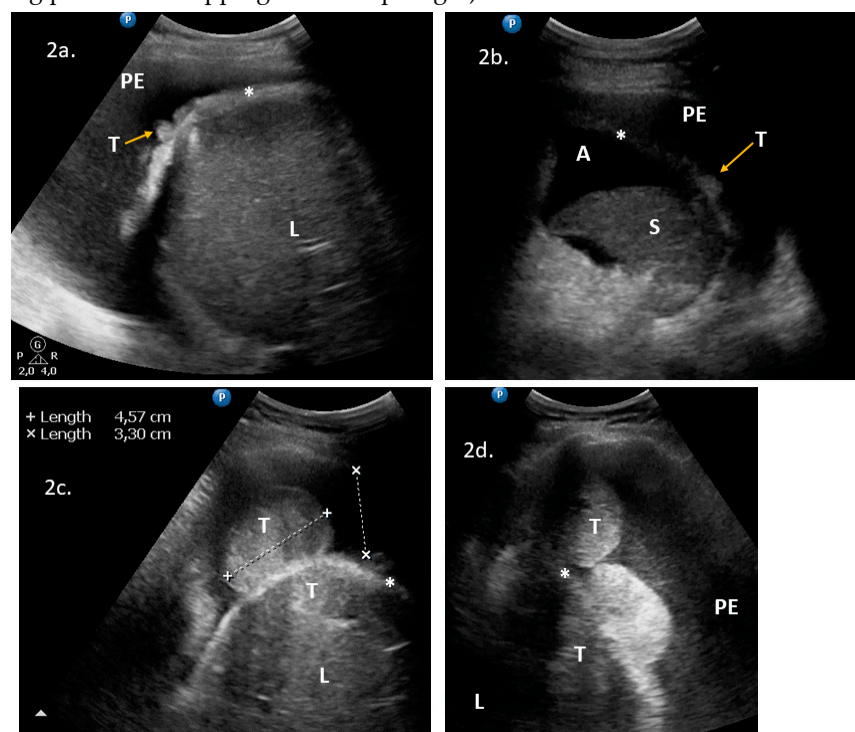 2a.
PE
*
T
L
G
P R
2,0 4,0
2b.
PE
*
A
T
S
+ Length 4,57 cm
× Length 3,30 cm
2c.
T
*
T
L
2d.
T
*
PE
T
L